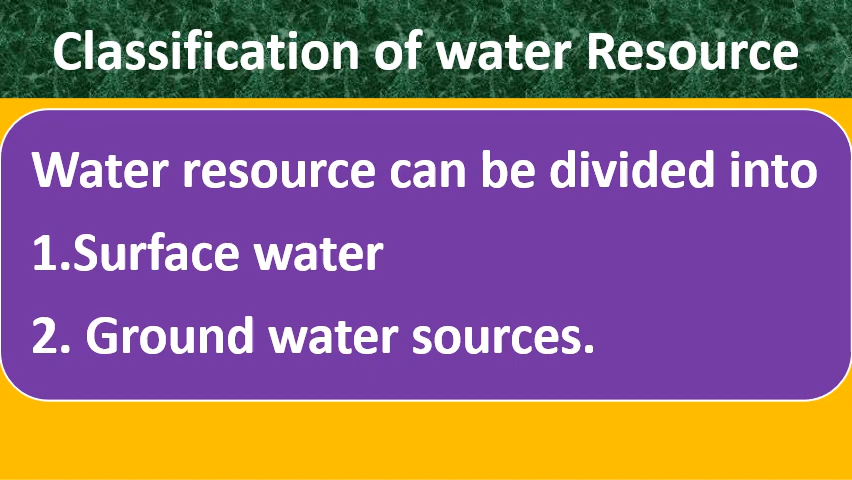 Classification of water Resource
Water resource can be divided into
1.Surface water
2. Ground water sources.